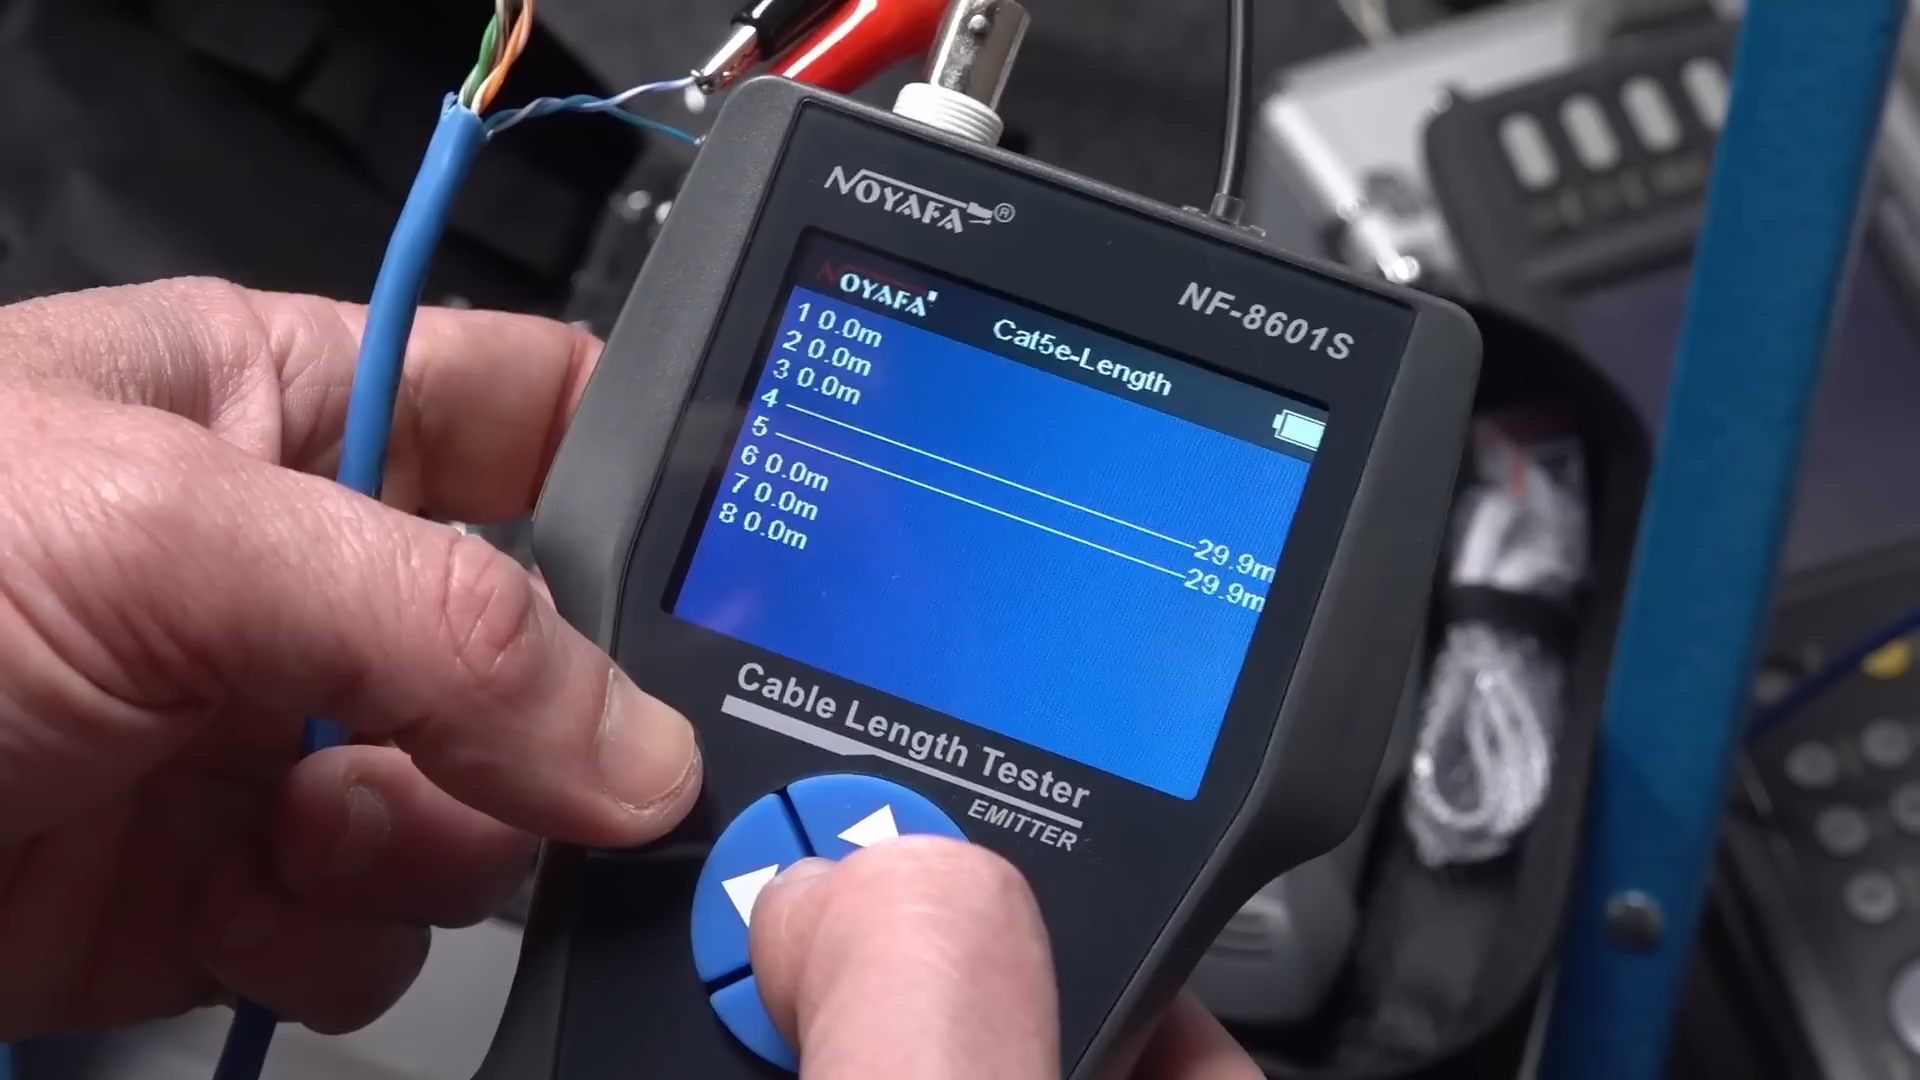 NOYAFA®
NF-8601S
NOYAFA
Cat5e-Length
1 0.0m
2 0.0m
3 0.0m
4 29.9m
5 29.9m
6 0.0m
7 0.0m
8 0.0m
Cable Length Tester
EMITTER